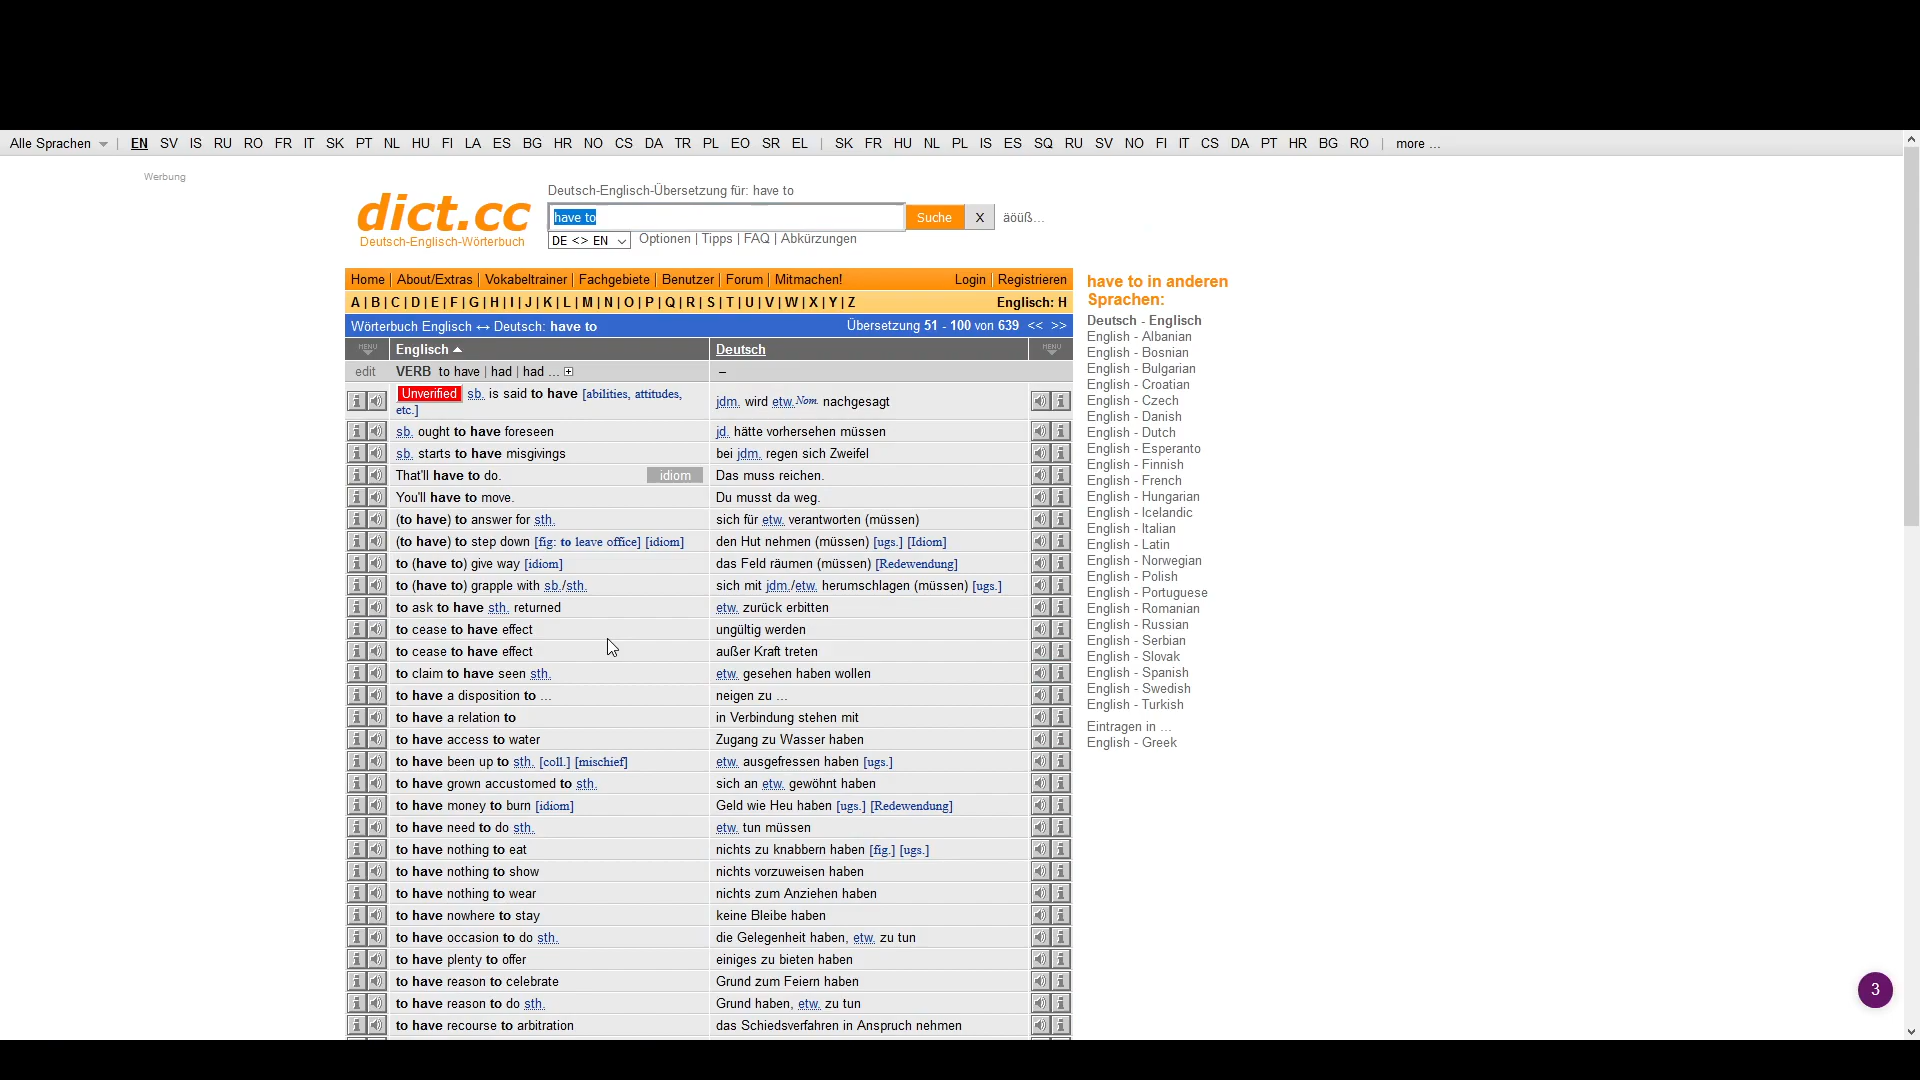 Alle Sprachen | EN SV IS RU RO FR IT SK PT NL HU FI LA ES BG HR NO CS DA TR PL EO SR EL | SK FR HU NL PL IS ES SQ RU SV NO FI IT CS DA PT HR BG RO | more ...
Werbung
dict.cc
Deutsch-Englisch-Wörterbuch
Deutsch-Englisch-Übersetzung für: have to
have to Suche X äöüß...
DE <> EN Optionen | Tipps | FAQ | Abkürzungen
Home | About/Extras | Vokabeltrainer | Fachgebiete | Benutzer | Forum | Mitmachen! Login | Registrieren
A | B | C | D | E | F | G | H | I | J | K | L | M | N | O | P | Q | R | S | T | U | V | W | X | Y | Z Englisch: H
Wörterbuch Englisch ↔ Deutsch: have to Übersetzung 51 - 100 von 639 << >>
MENU Englisch Deutsch MENU
edit VERB to have | had | had ... –
Unverified sb. is said to have [abilities, attitudes, etc.] jdm. wird etw.Nom. nachgesagt
sb. ought to have foreseen jd. hätte vorhersehen müssen
sb. starts to have misgivings bei jdm. regen sich Zweifel
That'll have to do. idiom Das muss reichen.
You'll have to move. Du musst da weg.
(to have) to answer for sth. sich für etw. verantworten (müssen)
(to have) to step down [fig: to leave office] [idiom] den Hut nehmen (müssen) [ugs.] [Idiom]
to (have to) give way [idiom] das Feld räumen (müssen) [Redewendung]
to (have to) grapple with sb./sth. sich mit jdm./etw. herumschlagen (müssen) [ugs.]
to ask to have sth. returned etw. zurück erbitten
to cease to have effect ungültig werden
to cease to have effect außer Kraft treten
to claim to have seen sth. etw. gesehen haben wollen
to have a disposition to ... neigen zu ...
to have a relation to in Verbindung stehen mit
to have access to water Zugang zu Wasser haben
to have been up to sth. [coll.] [mischief] etw. ausgefressen haben [ugs.]
to have grown accustomed to sth. sich an etw. gewöhnt haben
to have money to burn [idiom] Geld wie Heu haben [ugs.] [Redewendung]
to have need to do sth. etw. tun müssen
to have nothing to eat nichts zu knabbern haben [fig.] [ugs.]
to have nothing to show nichts vorzuweisen haben
to have nothing to wear nichts zum Anziehen haben
to have nowhere to stay keine Bleibe haben
to have occasion to do sth. die Gelegenheit haben, etw. zu tun
to have plenty to offer einiges zu bieten haben
to have reason to celebrate Grund zum Feiern haben
to have reason to do sth. Grund haben, etw. zu tun
to have recourse to arbitration das Schiedsverfahren in Anspruch nehmen
have to in anderen
Sprachen:
Deutsch - Englisch
English - Albanian
English - Bosnian
English - Bulgarian
English - Croatian
English - Czech
English - Danish
English - Dutch
English - Esperanto
English - Finnish
English - French
English - Hungarian
English - Icelandic
English - Italian
English - Latin
English - Norwegian
English - Polish
English - Portuguese
English - Romanian
English - Russian
English - Serbian
English - Slovak
English - Spanish
English - Swedish
English - Turkish
Eintragen in ...
English - Greek
3